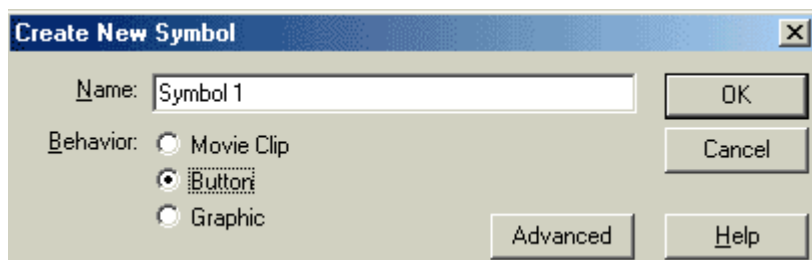 Create New Symbol
Name: Symbol 1 OK
Behavior: Movie Clip Cancel
Button
Graphic
Advanced Help